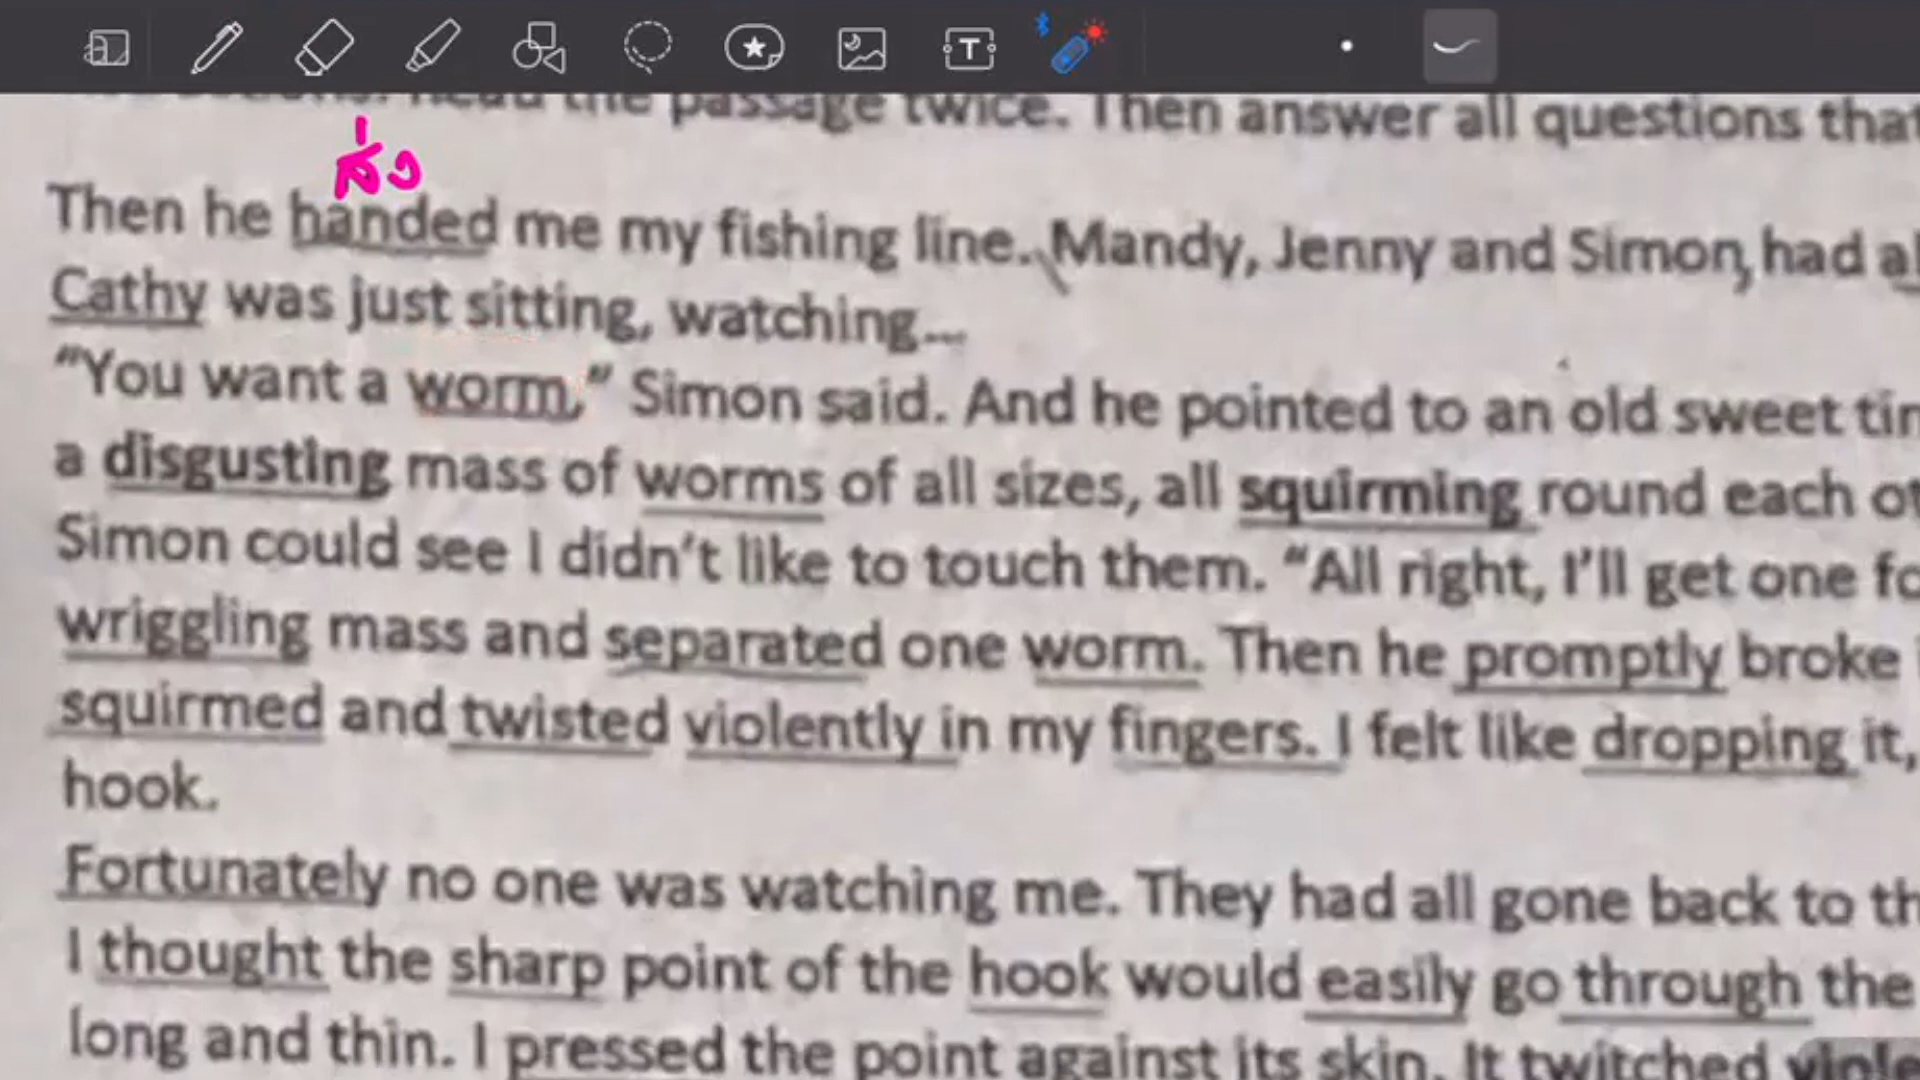 the passage twice. Then answer all questions that
Then he handed me my fishing line. Mandy, Jenny and Simon, had
Cathy was just sitting, watching...
“You want a worm,” Simon said. And he pointed to an old sweet
a disgusting mass of worms of all sizes, all squirming round each
Simon could see I didn’t like to touch them. “All right, I’ll get one
wriggling mass and separated one worm. Then he promptly broke
squirmed and twisted violently in my fingers. I felt like dropping it,
hook.
Fortunately no one was watching me. They had all gone back to
I thought the sharp point of the hook would easily go through the
long and thin. I pressed the point against its skin. It twitched